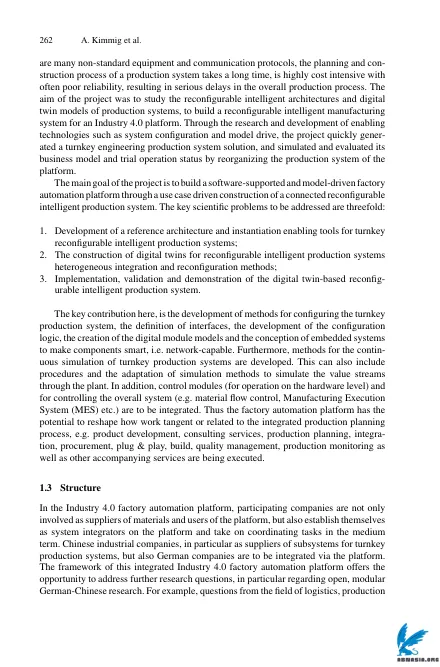 262 A. Kimmig et al.
are many non-standard equipment and communication protocols, the planning and con-
struction process of a production system takes a long time, is highly cost intensive with
often poor reliability, resulting in serious delays in the overall production process. The
aim of the project was to study the reconfigurable intelligent architectures and digital
twin models of production systems, to build a reconfigurable intelligent manufacturing
system for an Industry 4.0 platform. Through the research and development of enabling
technologies such as system configuration and model drive, the project quickly gener-
ated a turnkey engineering production system solution, and simulated and evaluated its
business model and trial operation status by reorganizing the production system of the
platform.
The main goal of the project is to build a software-supported and model-driven factory
automation platform through a use case driven construction of a connected reconfigurable
intelligent production system. The key scientific problems to be addressed are threefold:
1. Development of a reference architecture and instantiation enabling tools for turnkey
reconfigurable intelligent production systems;
2. The construction of digital twins for reconfigurable intelligent production systems
heterogeneous integration and reconfiguration methods;
3. Implementation, validation and demonstration of the digital twin-based reconfig-
urable intelligent production system.
The key contribution here, is the development of methods for configuring the turnkey
production system, the definition of interfaces, the development of the configuration
logic, the creation of the digital module models and the conception of embedded systems
to make components smart, i.e. network-capable. Furthermore, methods for the contin-
uous simulation of turnkey production systems are developed. This can also include
procedures and the adaptation of simulation methods to simulate the value streams
through the plant. In addition, control modules (for operation on the hardware level) and
for controlling the overall system (e.g. material flow control, Manufacturing Execution
System (MES) etc.) are to be integrated. Thus the factory automation platform has the
potential to reshape how work tangent or related to the integrated production planning
process, e.g. product development, consulting services, production planning, integra-
tion, procurement, plug & play, build, quality management, production monitoring as
well as other accompanying services are being executed.
1.3 Structure
In the Industry 4.0 factory automation platform, participating companies are not only
involved as suppliers of materials and users of the platform, but also establish themselves
as system integrators on the platform and take on coordinating tasks in the medium
term. Chinese industrial companies, in particular as suppliers of subsystems for turnkey
production systems, but also German companies are to be integrated via the platform.
The framework of this integrated Industry 4.0 factory automation platform offers the
opportunity to address further research questions, in particular regarding open, modular
German-Chinese research. For example, questions from the field of logistics, production